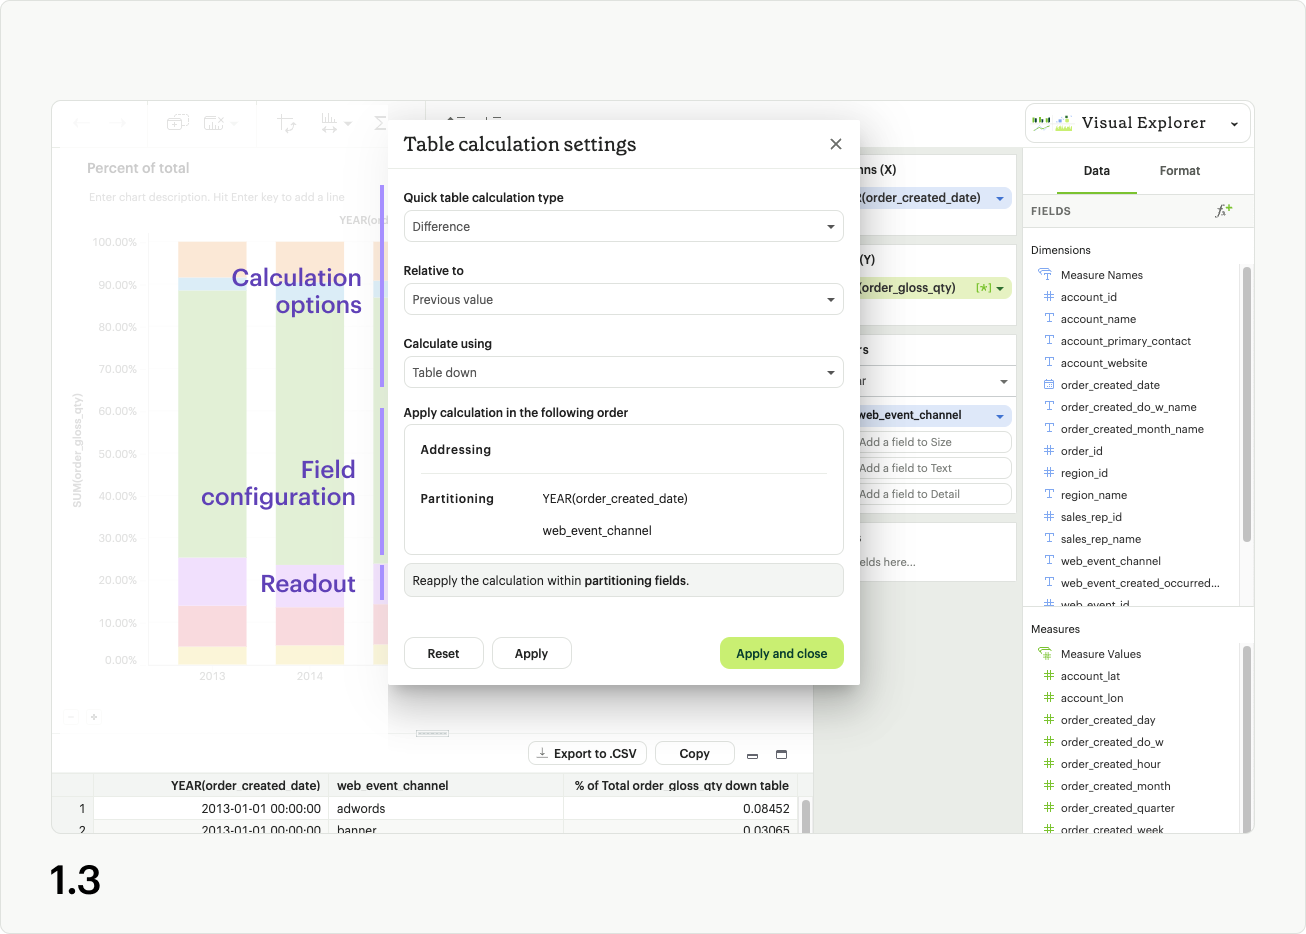 Visual Explorer
Data
Format
FIELDS
Dimensions
Measure Names
account_id
account_name
account_primary_contact
account_website
order_created_date
order_created_do_w_name
order_created_month_name
order_id
region_id
region_name
sales_rep_id
sales_rep_name
web_event_channel
web_event_created_occurred...
web_event_id
Measures
Measure Values
account_lat
account_lon
order_created_day
order_created_do_w
order_created_hour
order_created_month
order_created_quarter
order_created_week
Percent of total
Enter chart description. Hit Enter key to add a line
YEAR(ord
SUM(order_gloss_qty)
100.00%
90.00%
80.00%
70.00%
60.00%
50.00%
40.00%
30.00%
20.00%
10.00%
0.00%
2013
2014
Calculation
options
Field
configuration
Readout
Table calculation settings
Quick table calculation type
Difference
Relative to
Previous value
Calculate using
Table down
Apply calculation in the following order
Addressing
Partitioning
YEAR(order_created_date)
web_event_channel
Reapply the calculation within partitioning fields.
Reset
Apply
Apply and close
nns (X)
(order_created_date)
(Y)
(order_gloss_qty)
[*]
rs
ar
web_event_channel
Add a field to Size
Add a field to Text
Add a field to Detail
s
elds here...
Export to .CSV
Copy
YEAR(order_created_date) web_event_channel % of Total order_gloss_qty down table
1 2013-01-01 00:00:00 adwords 0.08452
2 2013-01-01 00:00:00 banner 0.03065
1.3